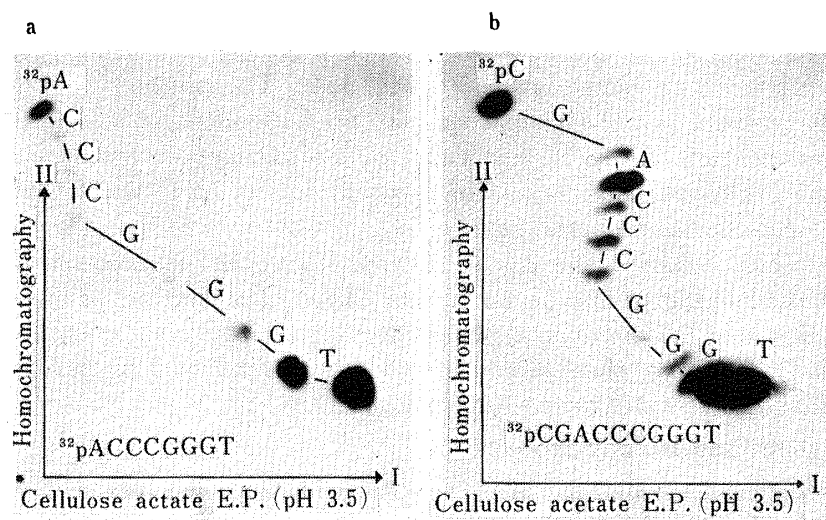 a
b
³²pA
C
C
C
G
G
G
T
II
Homochromatography
³²pACCCGGGT
I
Cellulose actate E.P. (pH 3.5)
³²pC
G
A
C
C
C
G
G G T
II
Homochromatography
³²pCGACCCGGGT
I
Cellulose acetate E.P. (pH 3.5)